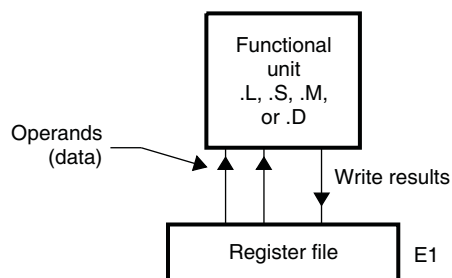 Functional
unit
.L, .S, .M,
or .D
Operands
(data)
Write results
Register file
E1